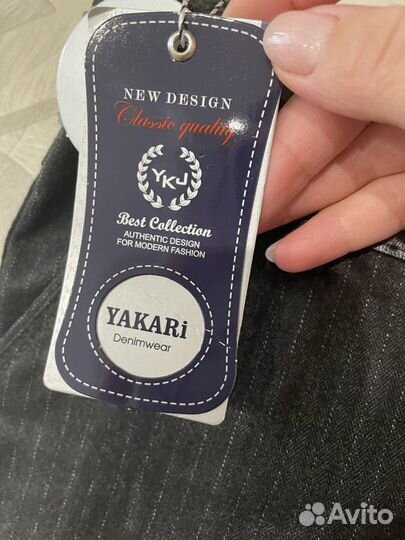 NEW DESIGN
Classic quality
YKJ
Best Collection
AUTHENTIC DESIGN
FOR MODERN FASHION
YAKARi
Denimwear
Avito